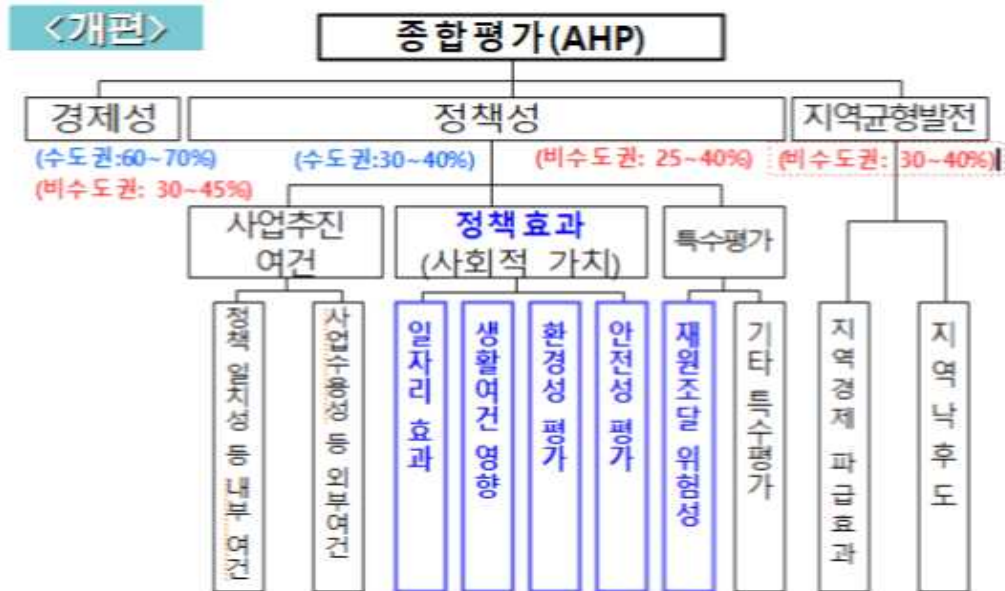 <개편>
종합평가(AHP)
경제성
정책성
지역균형발전
(수도권:60~70%)
(수도권:30~40%)
(비수도권: 25~40%)
(비수도권: 30~40%)
(비수도권: 30~45%)
사업추진
여건
정책효과
(사회적 가치)
특수평가
정책 일치성 등 내부 여건
사업수용성 등 외부여건
일자리 효과
생활여건 영향
환경성 평가
안전성 평가
재원조달 위험성
기타 특수평가
지역경제 파급효과
지역낙후도